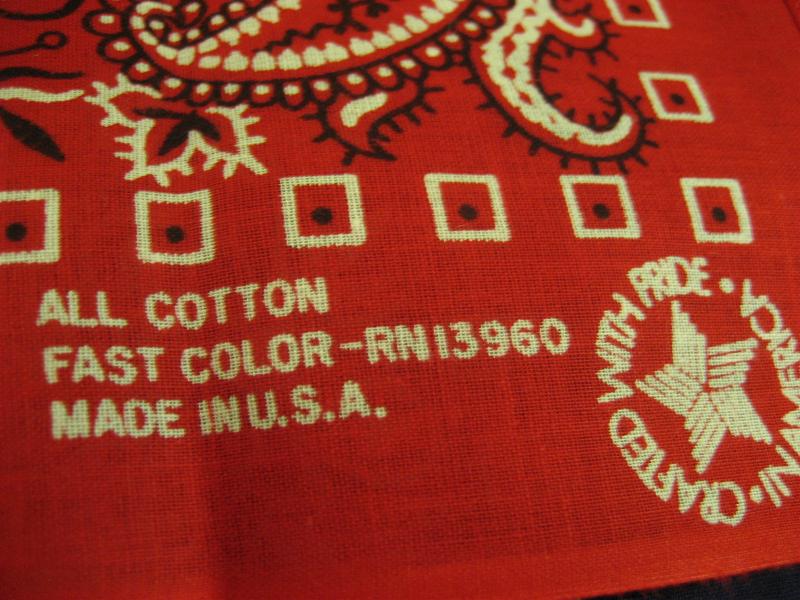 ALL COTTON
FAST COLOR-RN13960
MADE IN U.S.A.
CRAFTED WITH PRIDE • IN AMERICA •